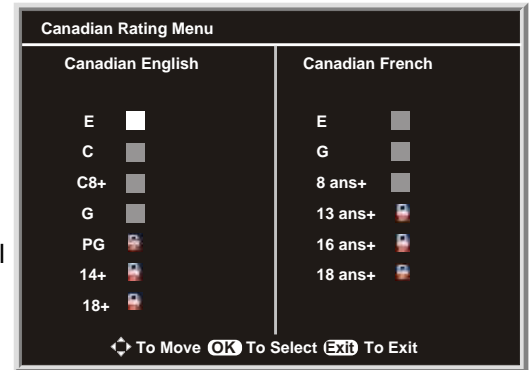 Canadian Rating Menu
Canadian English
E
C
C8+
G
PG
14+
18+
Canadian French
E
G
8 ans+
13 ans+
16 ans+
18 ans+
To Move OK To Select Exit To Exit
l